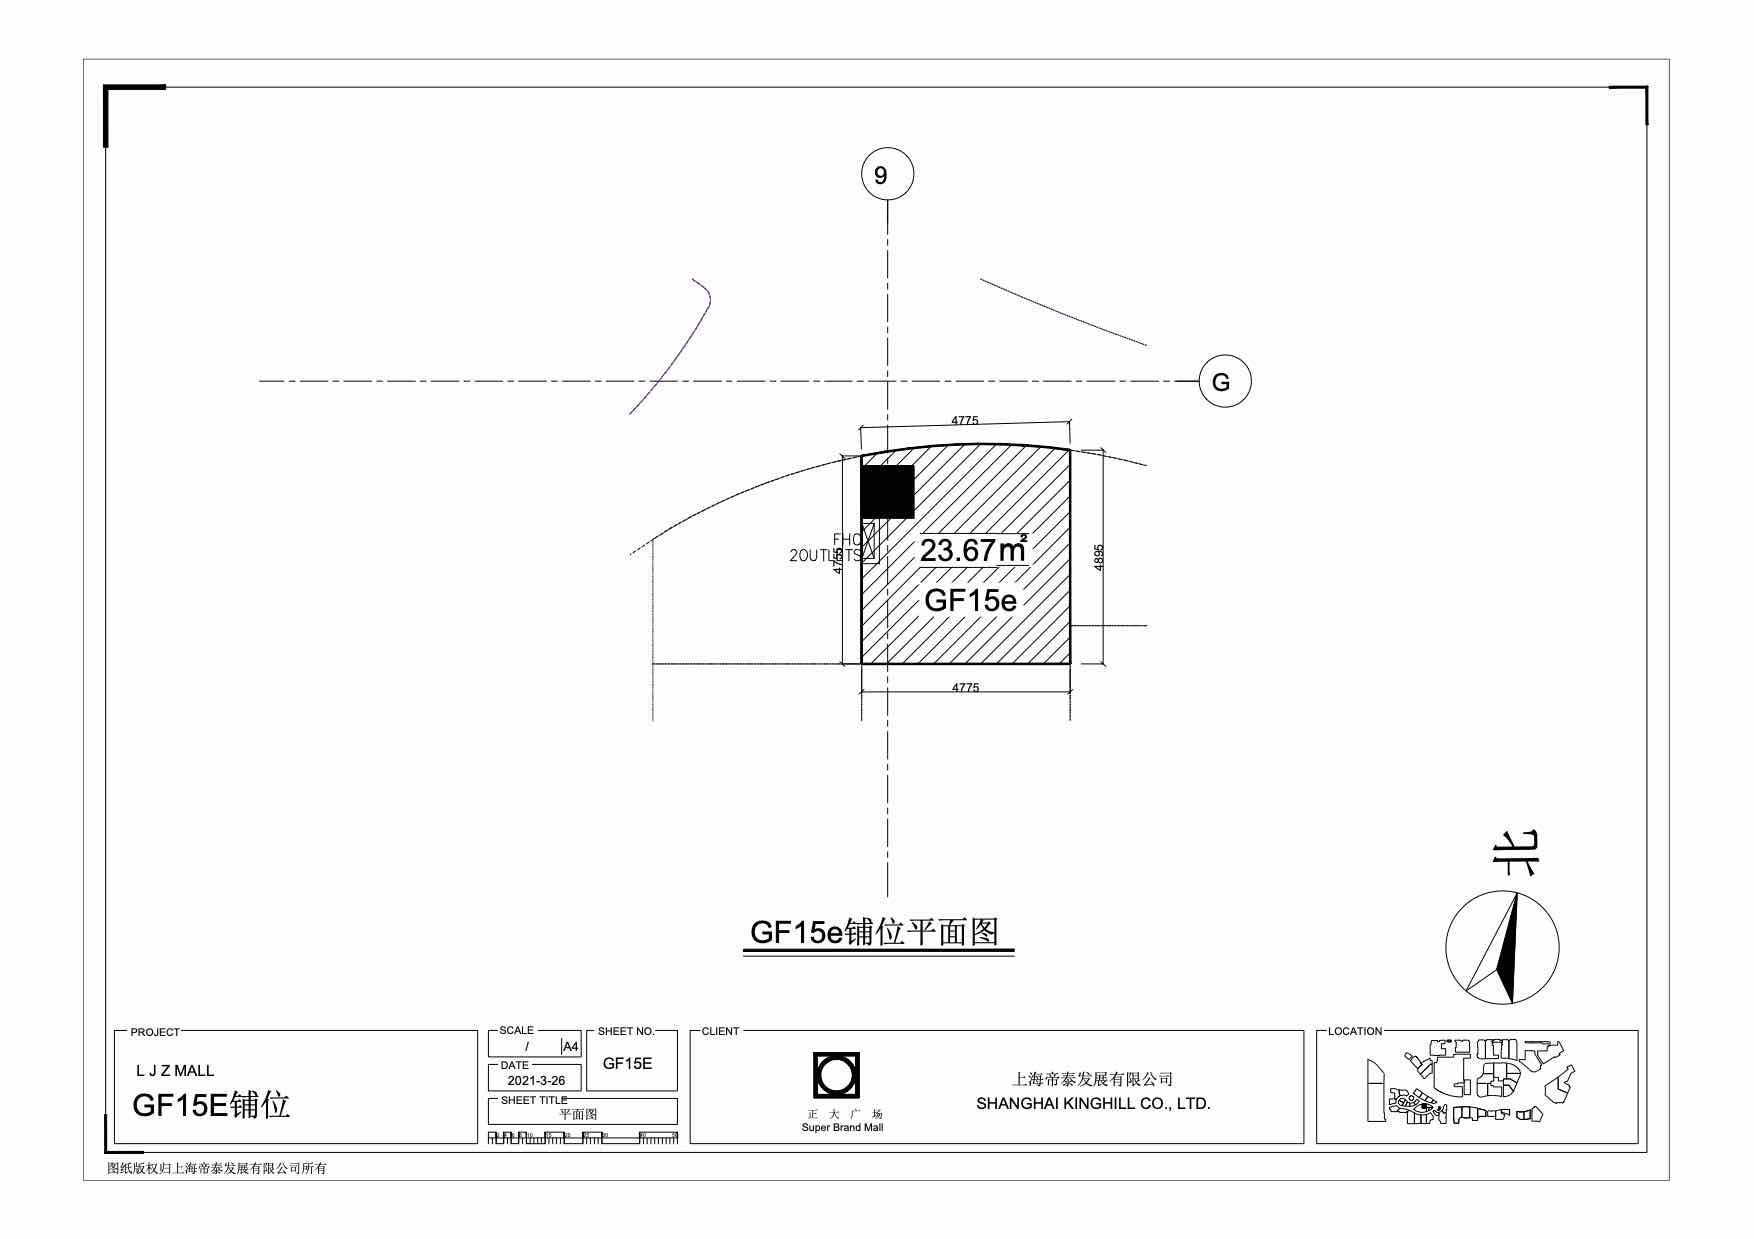 9
G
4775
FHC
2OUTLETS
4755
23.67㎡
4895
GF15e
4775
北
GF15e铺位平面图
PROJECT
L J Z MALL
GF15E铺位
SCALE
/
A4
DATE
2021-3-26
SHEET NO.
GF15E
SHEET TITLE
平面图
CLIENT
正大广场
Super Brand Mall
上海帝泰发展有限公司
SHANGHAI KINGHILL CO., LTD.
LOCATION
图纸版权归上海帝泰发展有限公司所有